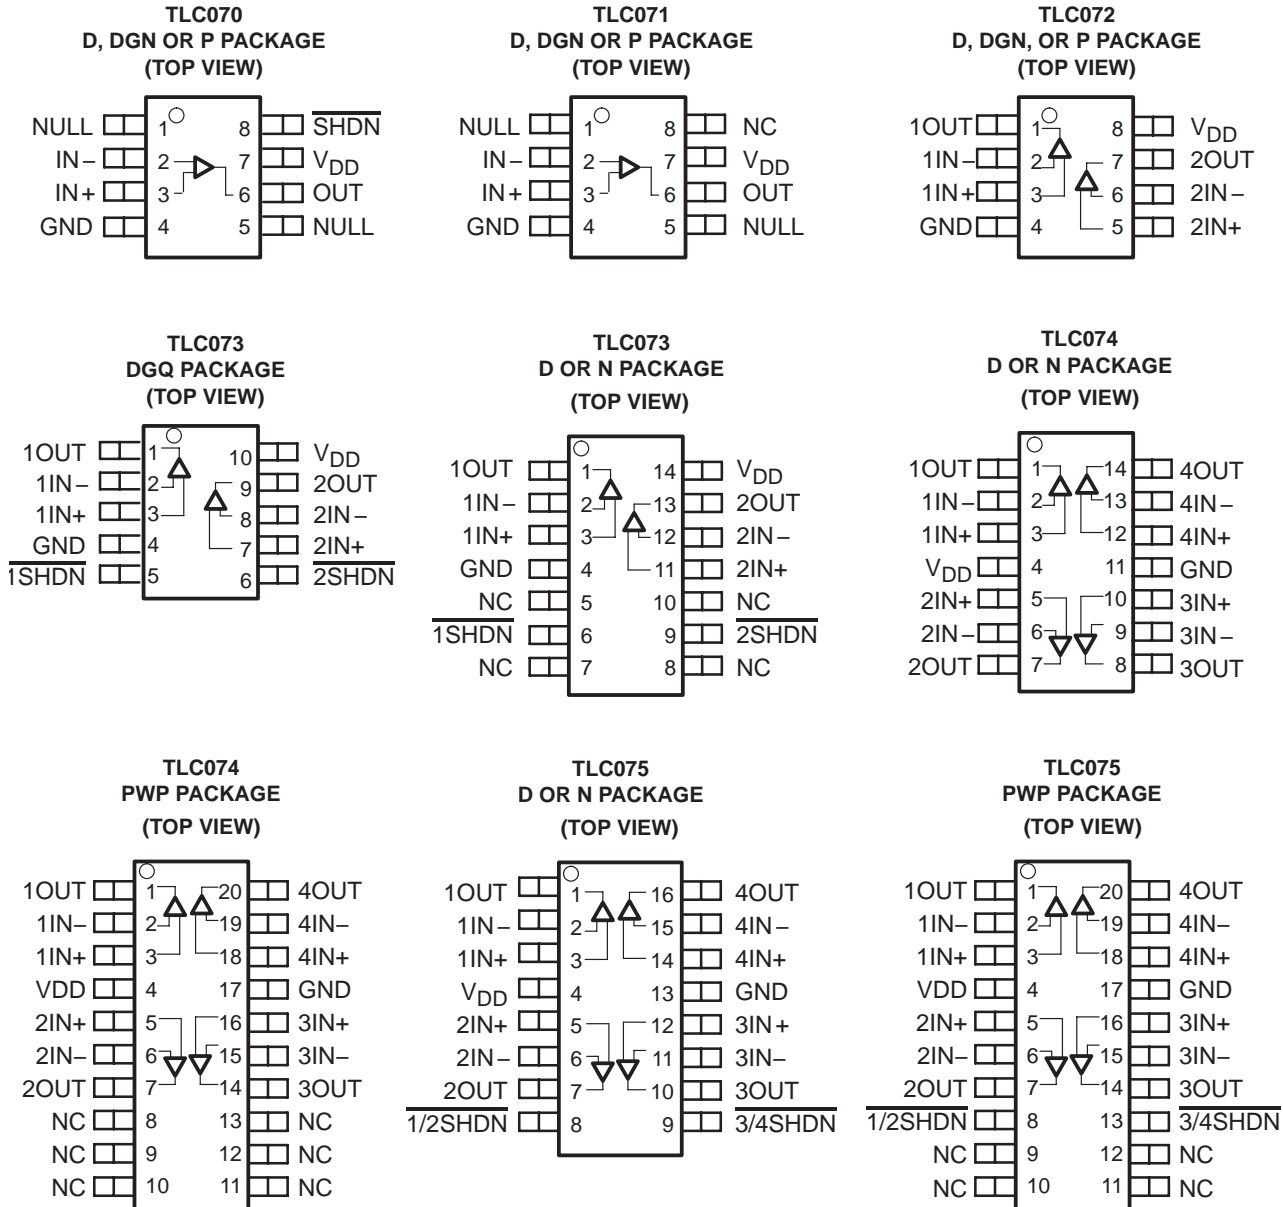 TLC070
D, DGN OR P PACKAGE
(TOP VIEW)
NULL 1 8 SHDN
IN− 2 7 VDD
IN+ 3 6 OUT
GND 4 5 NULL
TLC071
D, DGN OR P PACKAGE
(TOP VIEW)
NULL 1 8 NC
IN− 2 7 VDD
IN+ 3 6 OUT
GND 4 5 NULL
TLC072
D, DGN, OR P PACKAGE
(TOP VIEW)
1OUT 1 8 VDD
1IN− 2 7 2OUT
1IN+ 3 6 2IN−
GND 4 5 2IN+
TLC073
DGQ PACKAGE
(TOP VIEW)
1OUT 1 10 VDD
1IN− 2 9 2OUT
1IN+ 3 8 2IN−
GND 4 7 2IN+
1SHDN 5 6 2SHDN
TLC073
D OR N PACKAGE
(TOP VIEW)
1OUT 1 14 VDD
1IN− 2 13 2OUT
1IN+ 3 12 2IN−
GND 4 11 2IN+
NC 5 10 NC
1SHDN 6 9 2SHDN
NC 7 8 NC
TLC074
D OR N PACKAGE
(TOP VIEW)
1OUT 1 14 4OUT
1IN− 2 13 4IN−
1IN+ 3 12 4IN+
VDD 4 11 GND
2IN+ 5 10 3IN+
2IN− 6 9 3IN−
2OUT 7 8 3OUT
TLC074
PWP PACKAGE
(TOP VIEW)
1OUT 1 20 4OUT
1IN− 2 19 4IN−
1IN+ 3 18 4IN+
VDD 4 17 GND
2IN+ 5 16 3IN+
2IN− 6 15 3IN−
2OUT 7 14 3OUT
NC 8 13 NC
NC 9 12 NC
NC 10 11 NC
TLC075
D OR N PACKAGE
(TOP VIEW)
1OUT 1 16 4OUT
1IN− 2 15 4IN−
1IN+ 3 14 4IN+
VDD 4 13 GND
2IN+ 5 12 3IN+
2IN− 6 11 3IN−
2OUT 7 10 3OUT
1/2SHDN 8 9 3/4SHDN
TLC075
PWP PACKAGE
(TOP VIEW)
1OUT 1 20 4OUT
1IN− 2 19 4IN−
1IN+ 3 18 4IN+
VDD 4 17 GND
2IN+ 5 16 3IN+
2IN− 6 15 3IN−
2OUT 7 14 3OUT
1/2SHDN 8 13 3/4SHDN
NC 9 12 NC
NC 10 11 NC